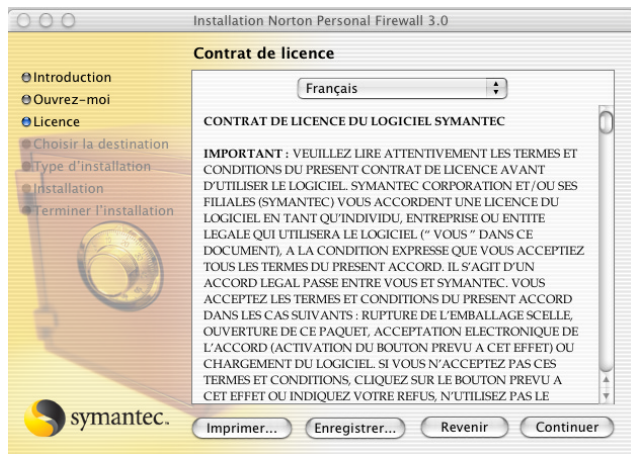 Installation Norton Personal Firewall 3.0
Contrat de licence
Introduction
Ouvrez-moi
Licence
Choisir la destination
Type d'installation
Installation
Terminer l'installation
Français
CONTRAT DE LICENCE DU LOGICIEL SYMANTEC
IMPORTANT : VEUILLEZ LIRE ATTENTIVEMENT LES TERMES ET
CONDITIONS DU PRESENT CONTRAT DE LICENCE AVANT
D'UTILISER LE LOGICIEL. SYMANTEC CORPORATION ET/OU SES
FILIALES (SYMANTEC) VOUS ACCORDENT UNE LICENCE DU
LOGICIEL EN TANT QU'INDIVIDU, ENTREPRISE OU ENTITE
LEGALE QUI UTILISERA LE LOGICIEL (“ VOUS ” DANS CE
DOCUMENT), A LA CONDITION EXPRESSE QUE VOUS ACCEPTIEZ
TOUS LES TERMES DU PRESENT ACCORD. IL S'AGIT D'UN
ACCORD LEGAL PASSE ENTRE VOUS ET SYMANTEC. VOUS
ACCEPTEZ LES TERMES ET CONDITIONS DU PRESENT ACCORD
DANS LES CAS SUIVANTS : RUPTURE DE L'EMBALLAGE SCELLE,
OUVERTURE DE CE PAQUET, ACCEPTATION ELECTRONIQUE DE
L'ACCORD (ACTIVATION DU BOUTON PREVU A CET EFFET) OU
CHARGEMENT DU LOGICIEL. SI VOUS N'ACCEPTEZ PAS CES
TERMES ET CONDITIONS, CLIQUEZ SUR LE BOUTON PREVU A
CET EFFET OU INDIQUEZ VOTRE REFUS, N'UTILISEZ PAS LE
symantec.
Imprimer... Enregistrer... Revenir Continuer